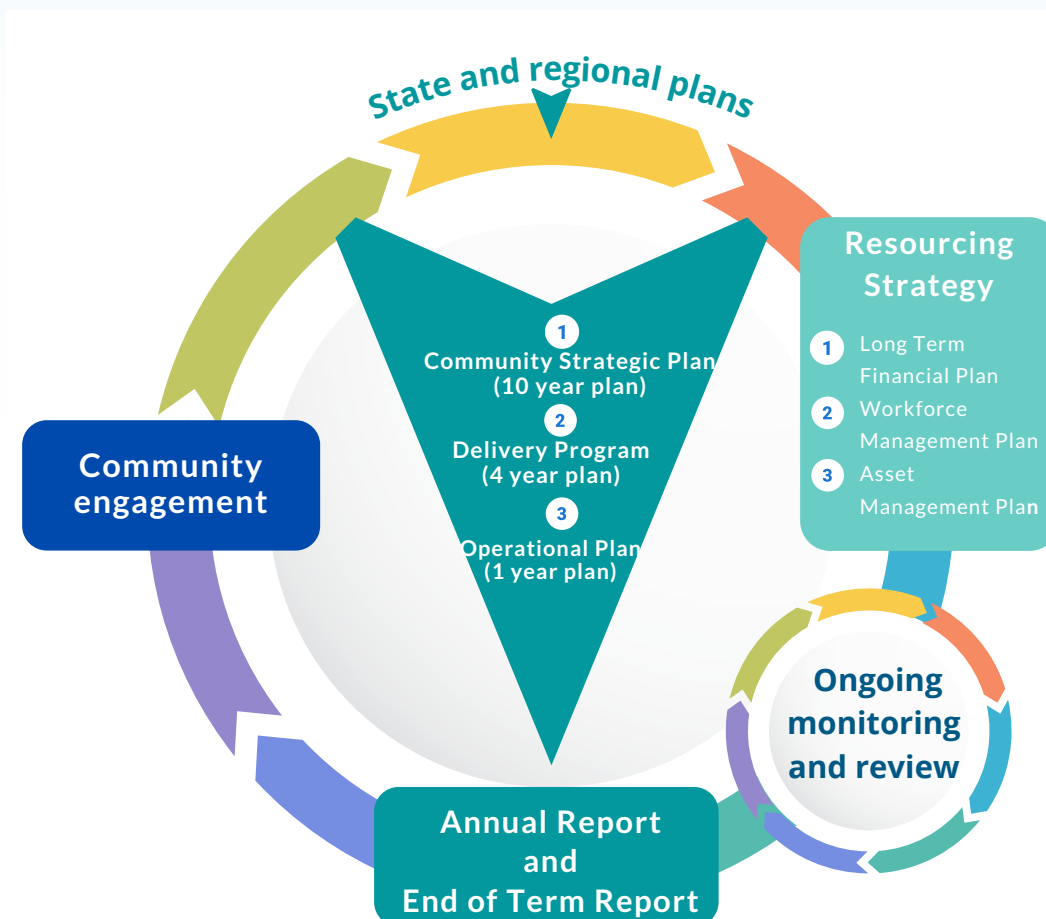 State and regional plans
Resourcing
Strategy
1 Long Term
Financial Plan
2 Workforce
Management Plan
3 Asset
Management Plan
1
Community Strategic Plan
(10 year plan)
2
Delivery Program
(4 year plan)
3
Operational Plan
(1 year plan)
Community
engagement
Ongoing
monitoring
and review
Annual Report
and
End of Term Report